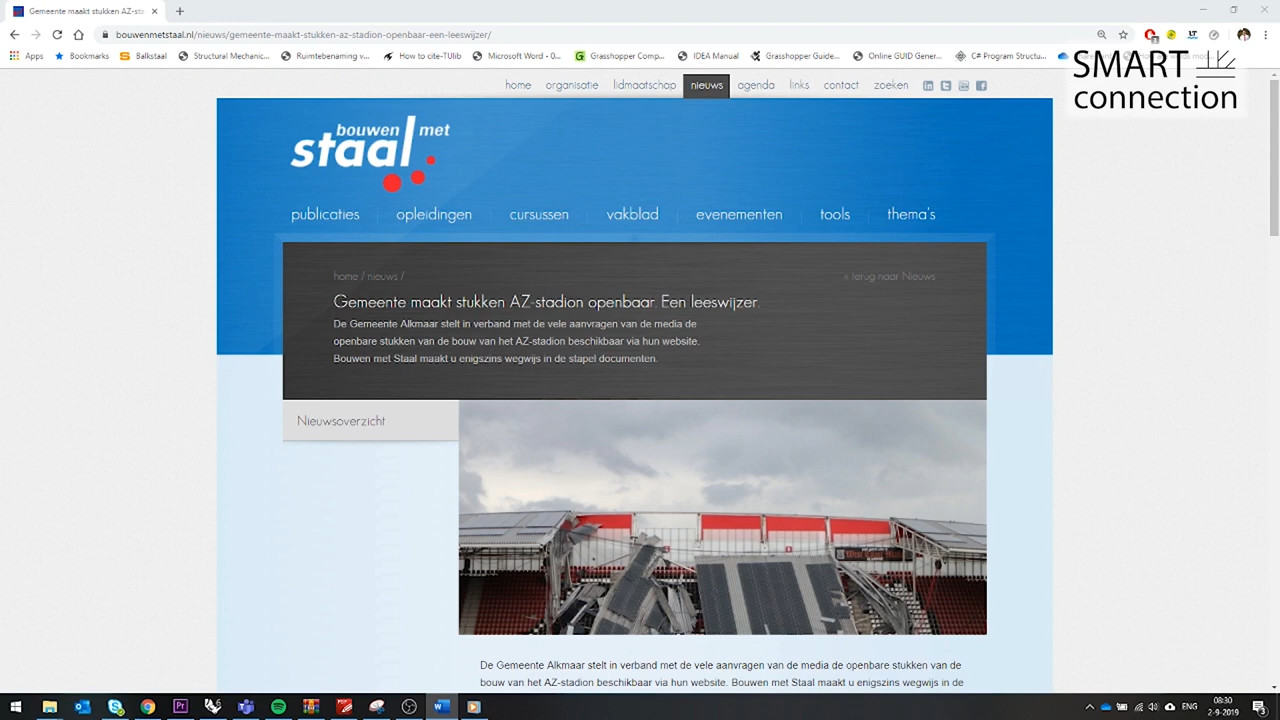 Gemeente maakt stukken AZ-sta
bouwenmetstaal.nl/nieuws/gemeente-maakt-stukken-az-stadion-openbaar-een-leeswijzer/
Apps Bookmarks Balkstaal Structural Mechanic... Ruimtebenaming v... How to cite-TUlib Microsoft Word - 0... Grasshopper Comp... IDEA Manual Grasshopper Guide... Online GUID Gener... C# Program Structu...
SMART
connection
home organisatie lidmaatschap nieuws agenda links contact zoeken
bouwen met
staal
publicaties opleidingen cursussen vakblad evenementen tools thema's
home / nieuws / « terug naar Nieuws
Gemeente maakt stukken AZ-stadion openbaar. Een leeswijzer.
De Gemeente Alkmaar stelt in verband met de vele aanvragen van de media de
openbare stukken van de bouw van het AZ-stadion beschikbaar via hun website.
Bouwen met Staal maakt u enigszins wegwijs in de stapel documenten.
Nieuwsoverzicht
De Gemeente Alkmaar stelt in verband met de vele aanvragen van de media de openbare stukken van de
bouw van het AZ-stadion beschikbaar via hun website. Bouwen met Staal maakt u enigszins wegwijs in de
ENG
08:30
2-9-2019